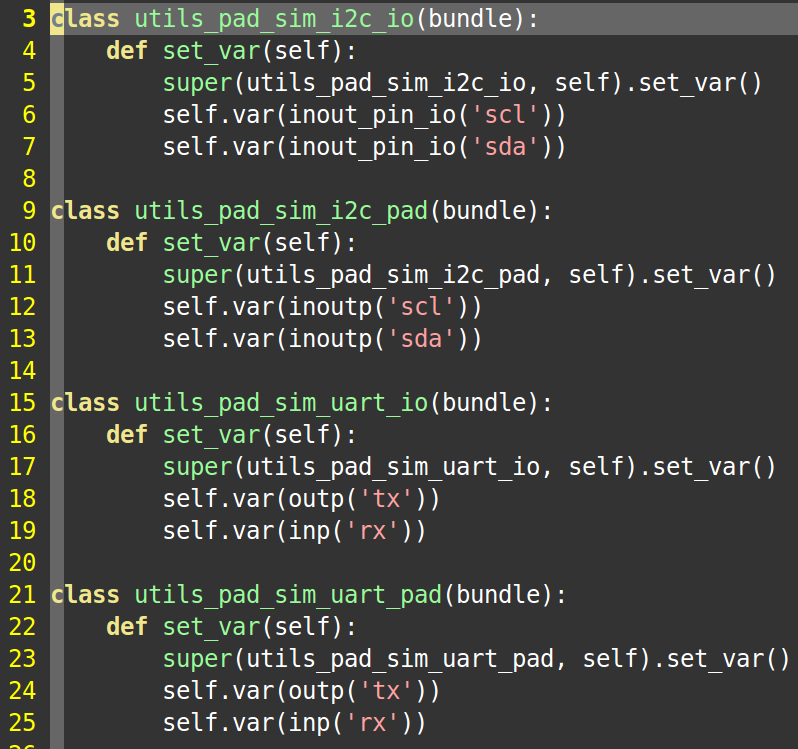 3 class utils_pad_sim_i2c_io(bundle):
4     def set_var(self):
5         super(utils_pad_sim_i2c_io, self).set_var()
6         self.var(inout_pin_io('scl'))
7         self.var(inout_pin_io('sda'))
8
9 class utils_pad_sim_i2c_pad(bundle):
10     def set_var(self):
11         super(utils_pad_sim_i2c_pad, self).set_var()
12         self.var(inoutp('scl'))
13         self.var(inoutp('sda'))
14
15 class utils_pad_sim_uart_io(bundle):
16     def set_var(self):
17         super(utils_pad_sim_uart_io, self).set_var()
18         self.var(outp('tx'))
19         self.var(inp('rx'))
20
21 class utils_pad_sim_uart_pad(bundle):
22     def set_var(self):
23         super(utils_pad_sim_uart_pad, self).set_var()
24         self.var(outp('tx'))
25         self.var(inp('rx'))